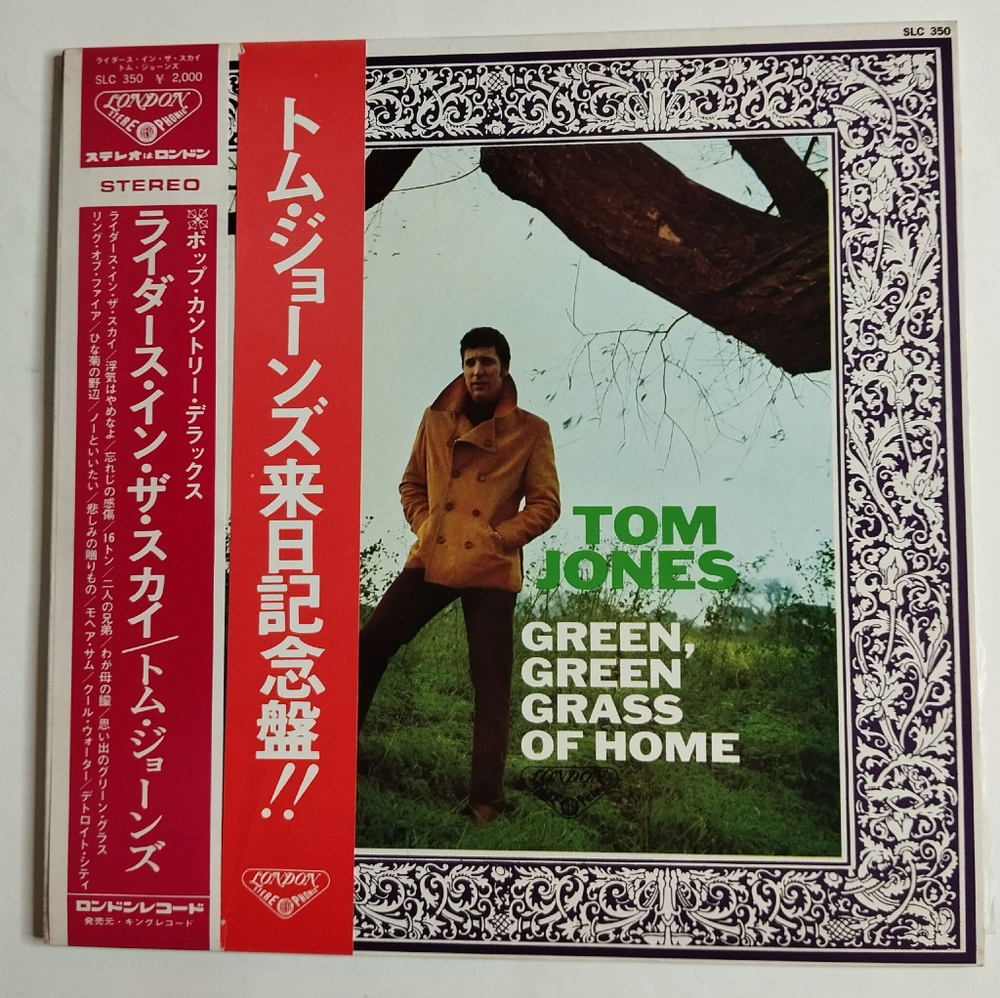 SLC 350
ライダース・イン・ザ・スカイ
トム・ジョーンズ
SLC 350 ¥ 2,000
LONDON
STEREOPHONIC
ステレオはロンドン
STEREO
ポップ・カントリー・デラックス
ライダース・イン・ザ・スカイ/トム・ジョーンズ
ライダース・イン・ザ・スカイ/浮気はやめなよ/忘れじの感傷/16トン/二人の兄弟/わが母の瞳/思い出のグリーン・グラス
リング・オブ・ファイア/ひな菊の野辺/ノーといいたい/悲しみの贈りもの/モヘア・サム/クール・ウォーター/デトロイト・シティ
ロンドンレコード
発売元・キングレコード
トム・ジョーンズ来日記念盤!!
LONDON
STEREOPHONIC
TOM
JONES
GREEN,
GREEN
GRASS
OF HOME
LONDON